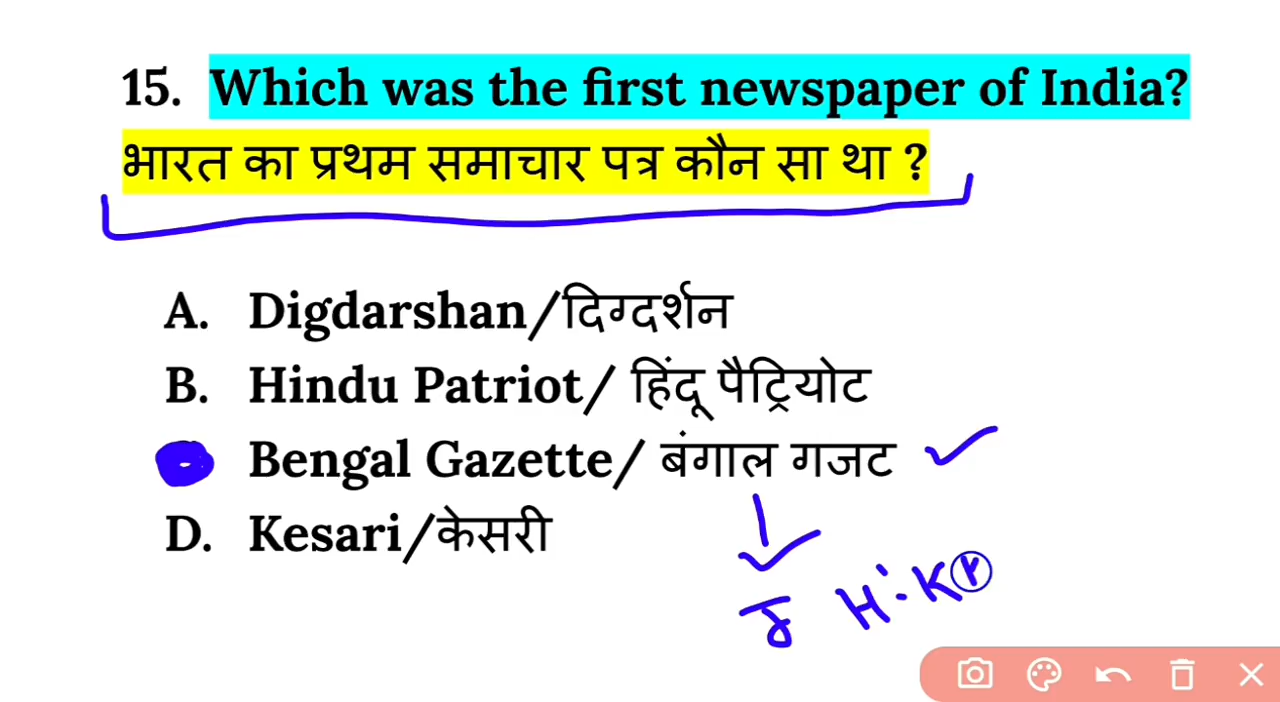 15. Which was the first newspaper of India?
भारत का प्रथम समाचार पत्र कौन सा था ?
A. Digdarshan/दिग्दर्शन
B. Hindu Patriot/ हिंदू पैट्रियोट
Bengal Gazette/ बंगाल गजट
D. Kesari/केसरी